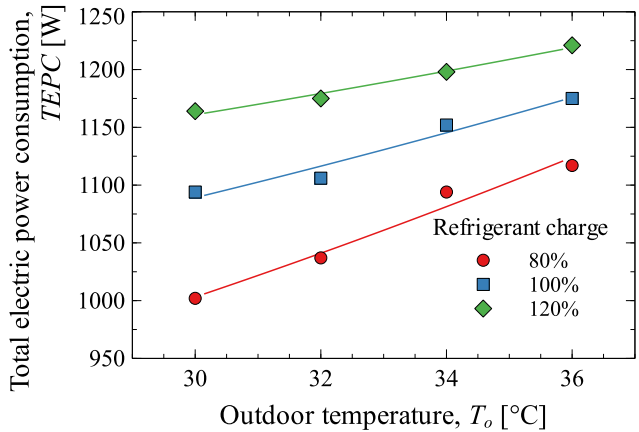 Total electric power consumption,
TEPC [W]
1250
1200
1150
1100
1050
1000
950
30 32 34 36
Outdoor temperature, To [°C]
Refrigerant charge
80%
100%
120%